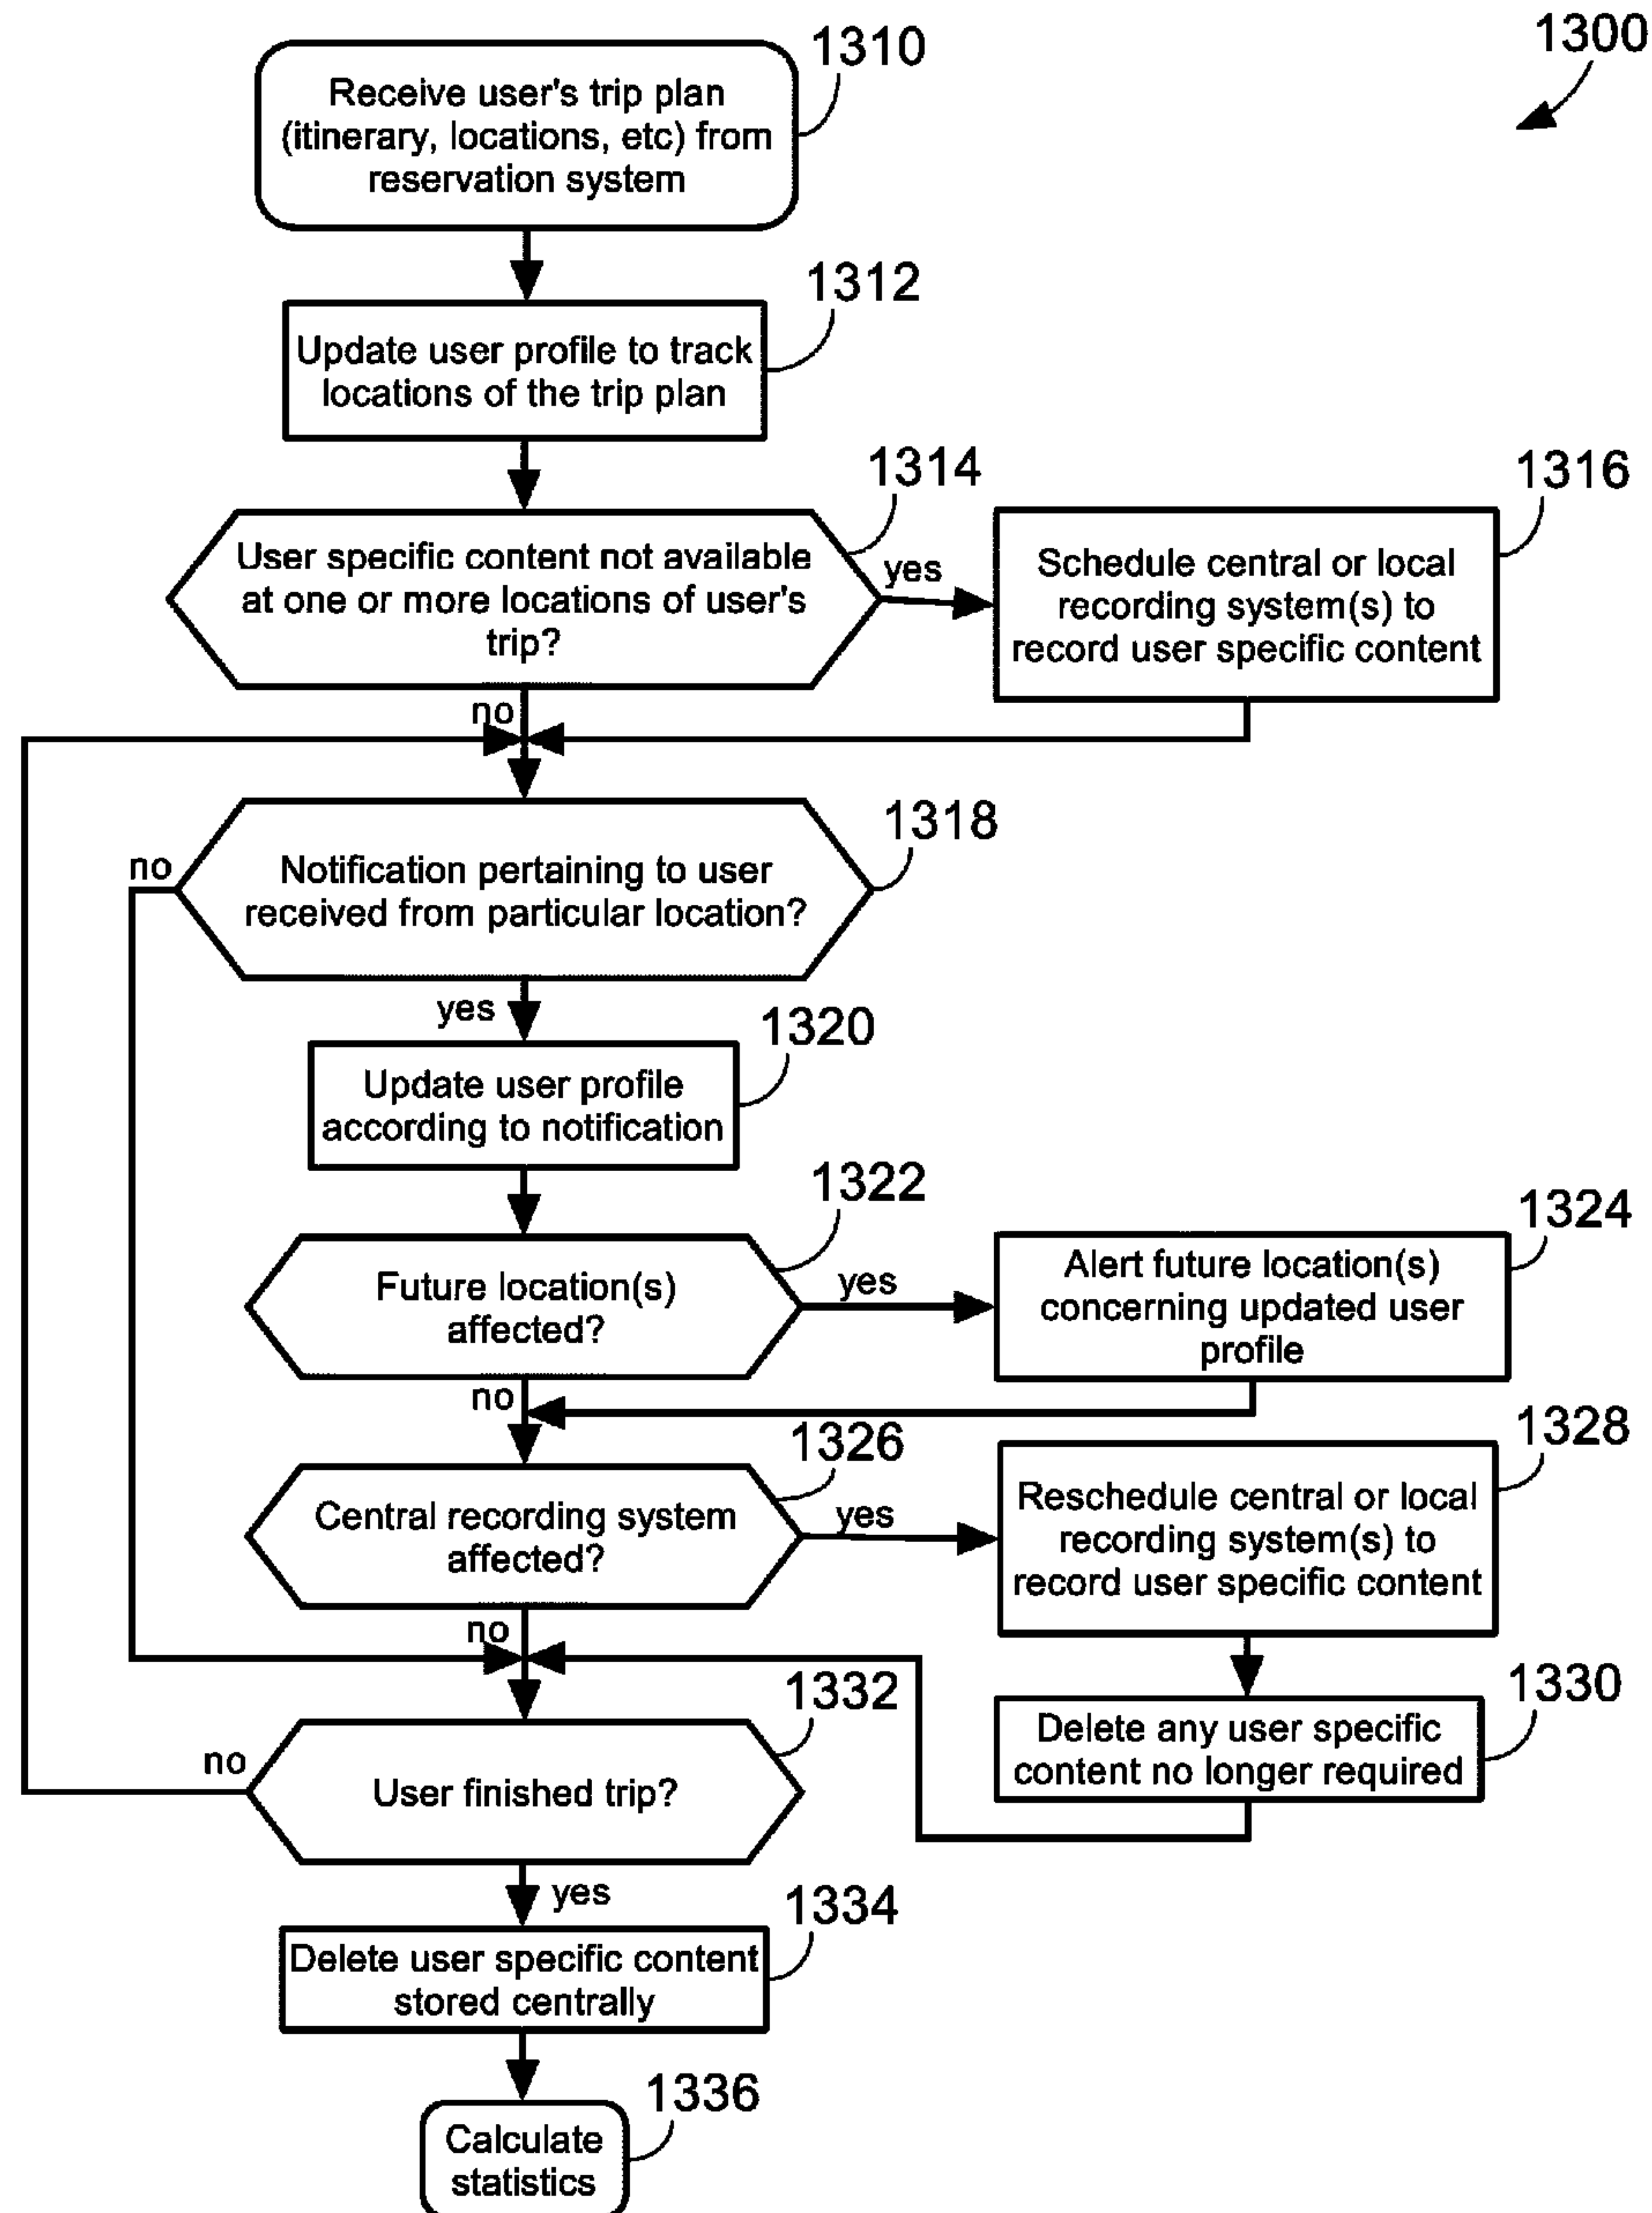 1300
1310
Receive user's trip plan
(itinerary, locations, etc) from
reservation system
1312
Update user profile to track
locations of the trip plan
1314
User specific content not available
at one or more locations of user's
trip?
yes
1316
Schedule central or local
recording system(s) to
record user specific content
no
1318
Notification pertaining to user
received from particular location?
no
yes
1320
Update user profile
according to notification
1322
Future location(s)
affected?
yes
1324
Alert future location(s)
concerning updated user
profile
no
1326
Central recording system
affected?
yes
1328
Reschedule central or local
recording system(s) to
record user specific content
no
1330
Delete any user specific
content no longer required
1332
User finished trip?
no
yes
1334
Delete user specific content
stored centrally
1336
Calculate
statistics